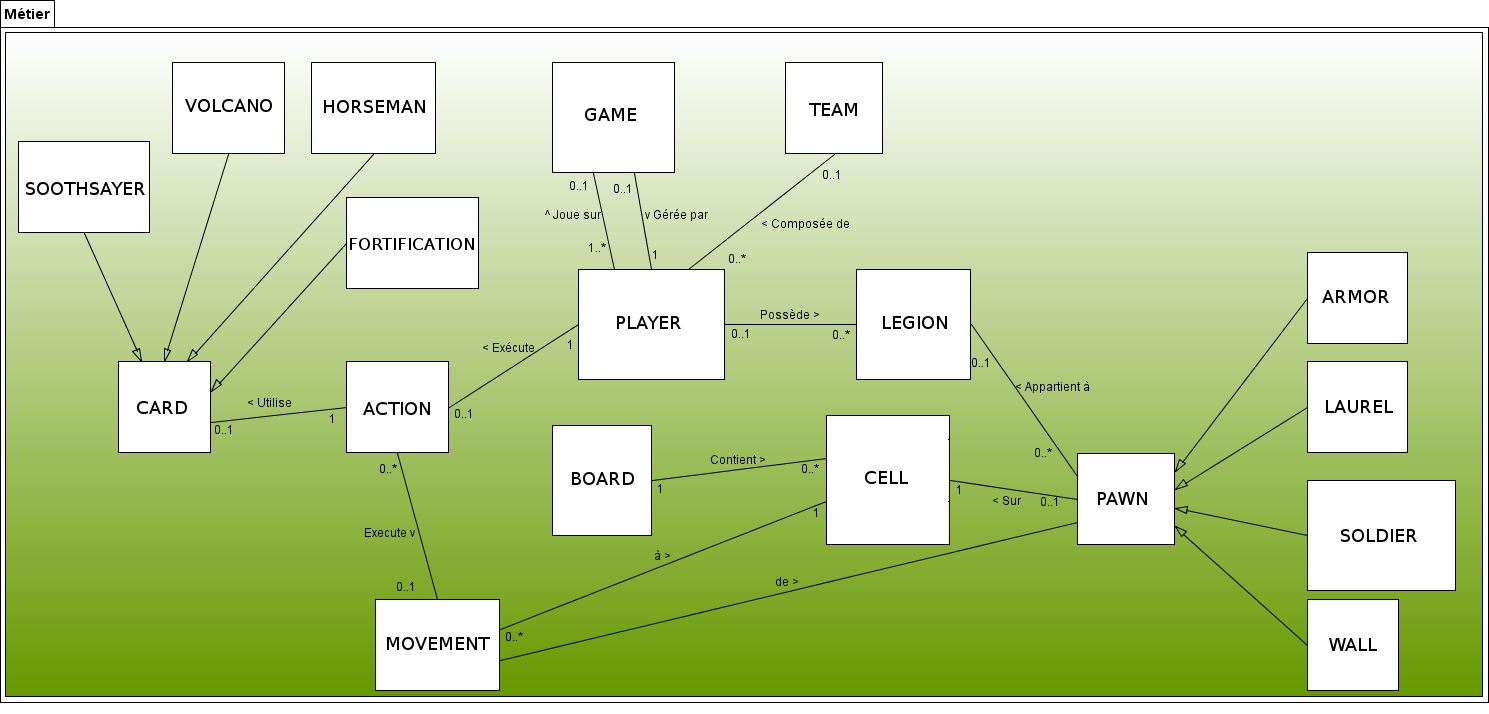 Métier
VOLCANO
HORSEMAN
GAME
TEAM
SOOTHSAYER
FORTIFICATION
0..1
0..1
0..1
^ Joue sur
v Gérée par
< Composée de
1..*
1
0..*
PLAYER
Possède >
0..1
0..*
LEGION
ARMOR
< Exécute
1
0..1
0..1
< Appartient à
0..*
LAUREL
CARD
< Utilise
0..1
1
ACTION
0..*
BOARD
Contient >
1
0..*
CELL
1
< Sur
0..1
PAWN
1
SOLDIER
Execute v
à >
de >
0..1
0..*
MOVEMENT
WALL